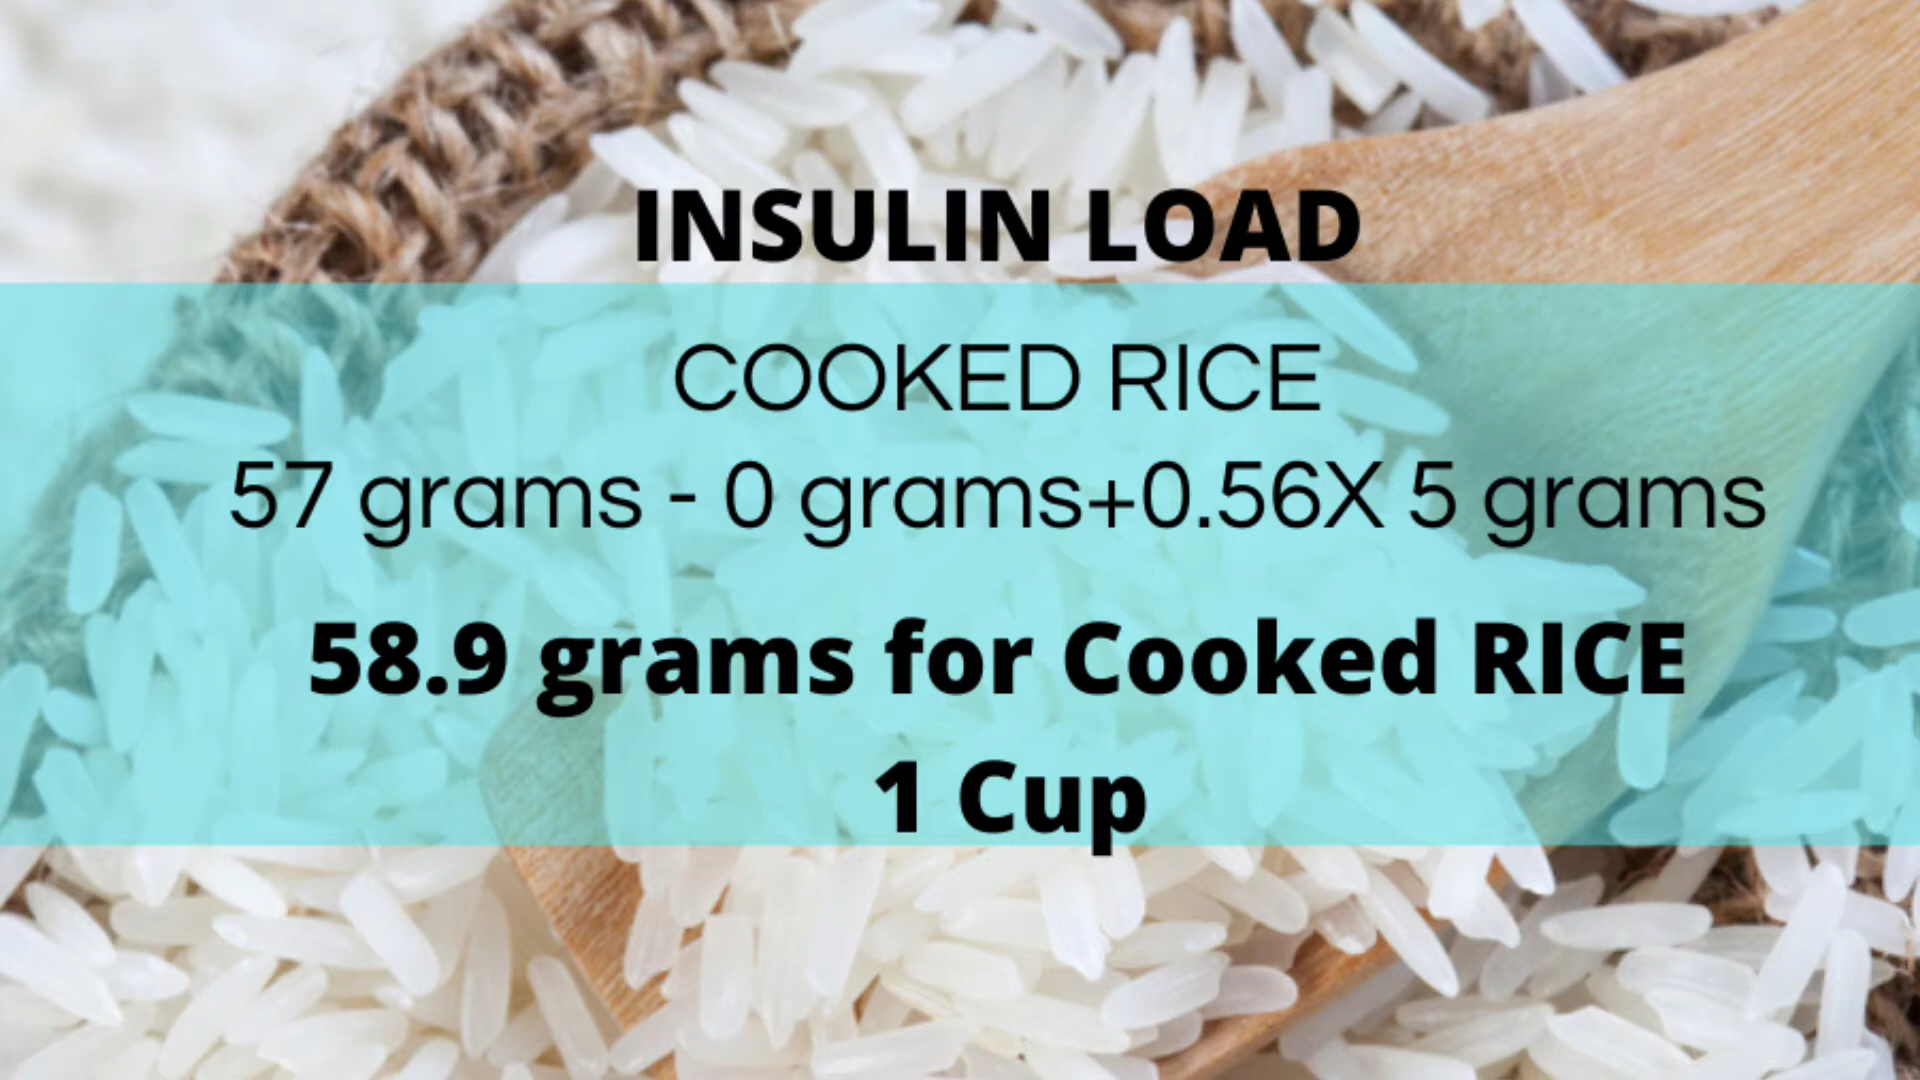 INSULIN LOAD
COOKED RICE
57 grams - 0 grams+0.56X 5 grams
58.9 grams for Cooked RICE
1 Cup